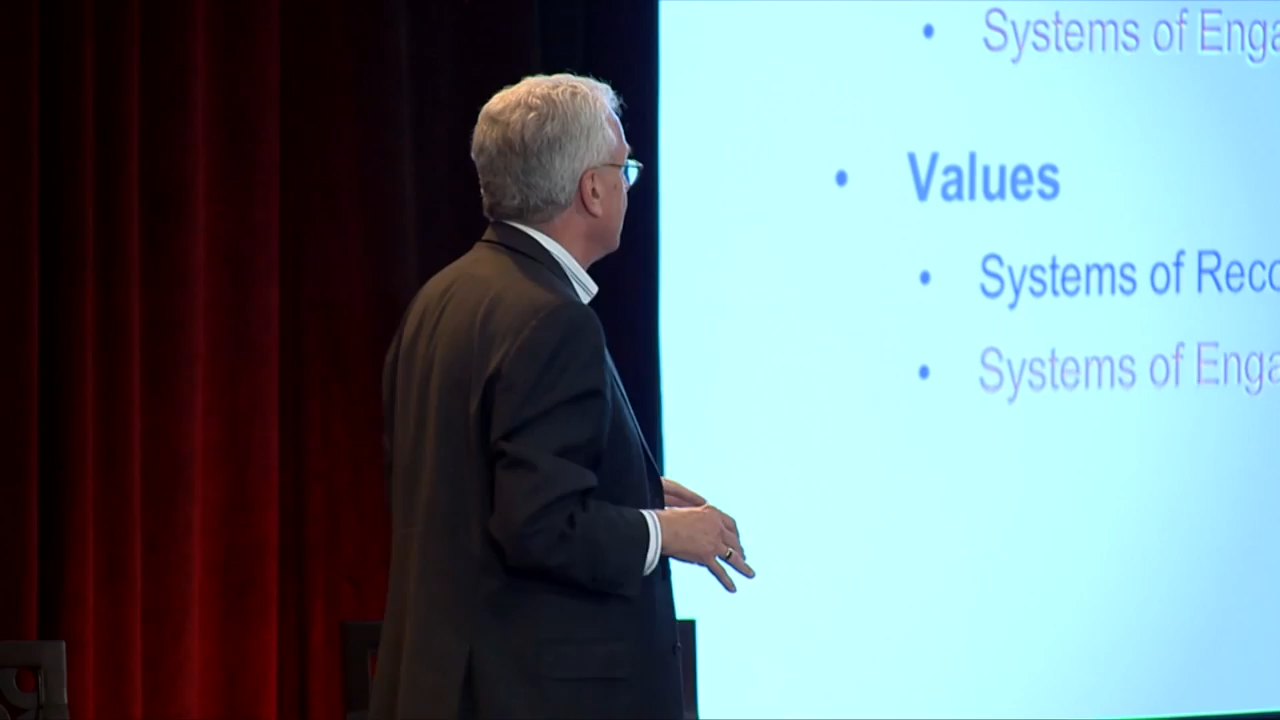 • Systems of Enga
• Values
• Systems of Reco
• Systems of Enga